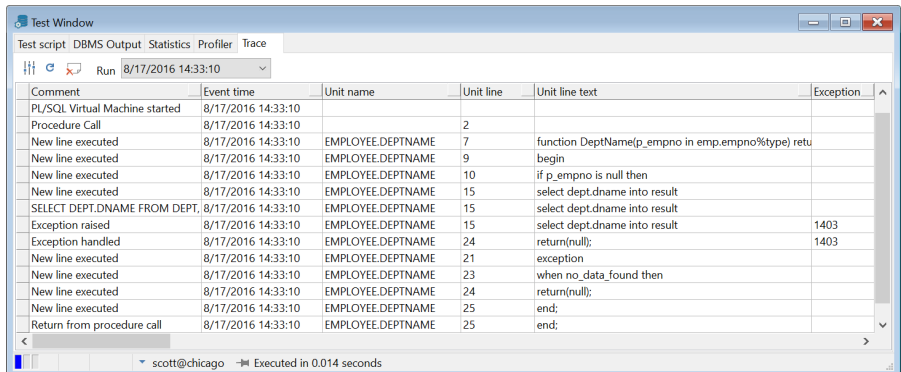 Test Window
Test script DBMS Output Statistics Profiler Trace
Run 8/17/2016 14:33:10
Comment Event time Unit name Unit line Unit line text Exception
PL/SQL Virtual Machine started 8/17/2016 14:33:10
Procedure Call 8/17/2016 14:33:10 2
New line executed 8/17/2016 14:33:10 EMPLOYEE.DEPTNAME 7 function DeptName(p_empno in emp.empno%type) retu
New line executed 8/17/2016 14:33:10 EMPLOYEE.DEPTNAME 9 begin
New line executed 8/17/2016 14:33:10 EMPLOYEE.DEPTNAME 10 if p_empno is null then
New line executed 8/17/2016 14:33:10 EMPLOYEE.DEPTNAME 15 select dept.dname into result
SELECT DEPT.DNAME FROM DEPT, 8/17/2016 14:33:10 EMPLOYEE.DEPTNAME 15 select dept.dname into result
Exception raised 8/17/2016 14:33:10 EMPLOYEE.DEPTNAME 15 select dept.dname into result 1403
Exception handled 8/17/2016 14:33:10 EMPLOYEE.DEPTNAME 24 return(null); 1403
New line executed 8/17/2016 14:33:10 EMPLOYEE.DEPTNAME 21 exception
New line executed 8/17/2016 14:33:10 EMPLOYEE.DEPTNAME 23 when no_data_found then
New line executed 8/17/2016 14:33:10 EMPLOYEE.DEPTNAME 24 return(null);
New line executed 8/17/2016 14:33:10 EMPLOYEE.DEPTNAME 25 end;
Return from procedure call 8/17/2016 14:33:10 EMPLOYEE.DEPTNAME 25 end;
scott@chicago Executed in 0.014 seconds